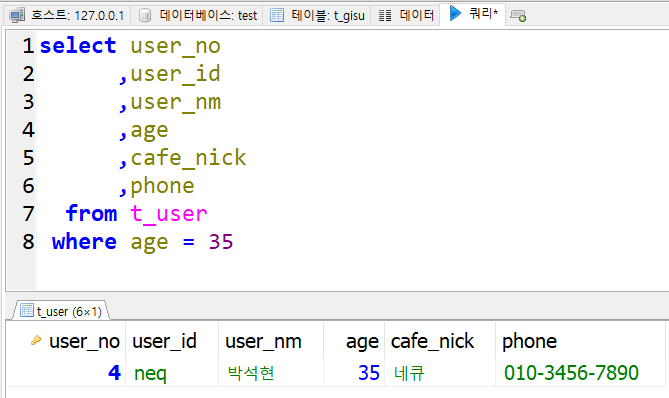 호스트: 127.0.0.1 데이터베이스: test 테이블: t_gisu 데이터 쿼리*
1 select user_no
2 ,user_id
3 ,user_nm
4 ,age
5 ,cafe_nick
6 ,phone
7 from t_user
8 where age = 35
t_user (6×1)
user_no user_id user_nm age cafe_nick phone
4 neq 박석현 35 네큐 010-3456-7890